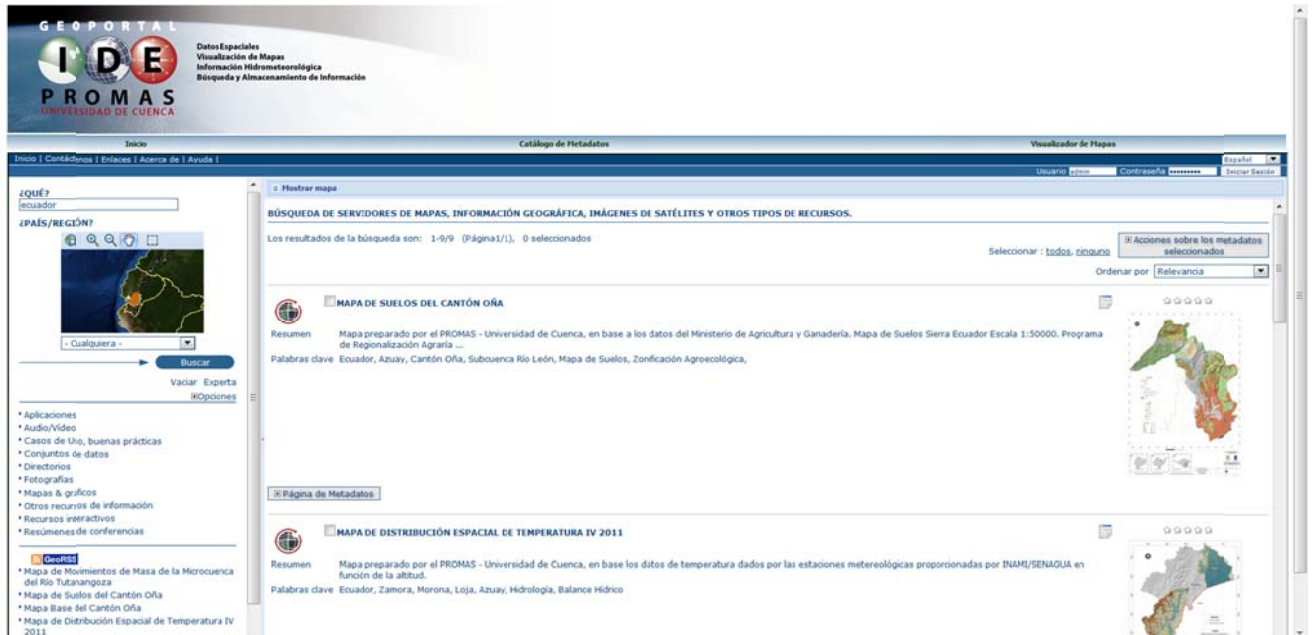 GEOPORTAL
IDE
PROMAS
UNIVERSIDAD DE CUENCA
Datos Espaciales
Visualización de Mapas
Información Hidrometeorológica
Búsqueda y Almacenamiento de Información
Inicio
Catálogo de Metadatos
Visualizador de Mapas
Inicio | Contáctenos | Enlaces | Acerca de | Ayuda |
Español
Usuario admin Contraseña ********* Iniciar Sesión
¿QUÉ?
ecuador
¿PAÍS/REGIÓN?
- Cualquiera -
Buscar
Vaciar Experta
Opciones
Aplicaciones
Audio/Video
Casos de Uso, buenas prácticas
Conjuntos de datos
Directorios
Fotografías
Mapas & gráficos
Otros recursos de información
Recursos interactivos
Resúmenes de conferencias
GeoRSS
Mapa de Movimientos de Masa de la Microcuenca
del Río Tutanangoza
Mapa de Suelos del Cantón Oña
Mapa Base del Cantón Oña
Mapa de Distribución Espacial de Temperatura IV
2011
Mostrar mapa
BÚSQUEDA DE SERVIDORES DE MAPAS, INFORMACIÓN GEOGRÁFICA, IMÁGENES DE SATÉLITES Y OTROS TIPOS DE RECURSOS.
Los resultados de la búsqueda son: 1-9/9 (Página1/1), 0 seleccionados
Seleccionar : todos, ninguno
Acciones sobre los metadatos
seleccionados
Ordenar por Relevancia
MAPA DE SUELOS DEL CANTÓN OÑA
Resumen Mapa preparado por el PROMAS - Universidad de Cuenca, en base a los datos del Ministerio de Agricultura y Ganadería. Mapa de Suelos Sierra Ecuador Escala 1:50000. Programa
de Regionalización Agraría ...
Palabras clave Ecuador, Azuay, Cantón Oña, Subcuenca Río León, Mapa de Suelos, Zonficación Agroecológica,
Página de Metadatos
MAPA DE DISTRIBUCIÓN ESPACIAL DE TEMPERATURA IV 2011
Resumen Mapa preparado por el PROMAS - Universidad de Cuenca, en base los datos de temperatura dados por las estaciones metereológicas proporcionadas por INAMI/SENAGUA en
función de la altitud.
Palabras clave Ecuador, Zamora, Morona, Loja, Azuay, Hidrología, Balance Hídrico